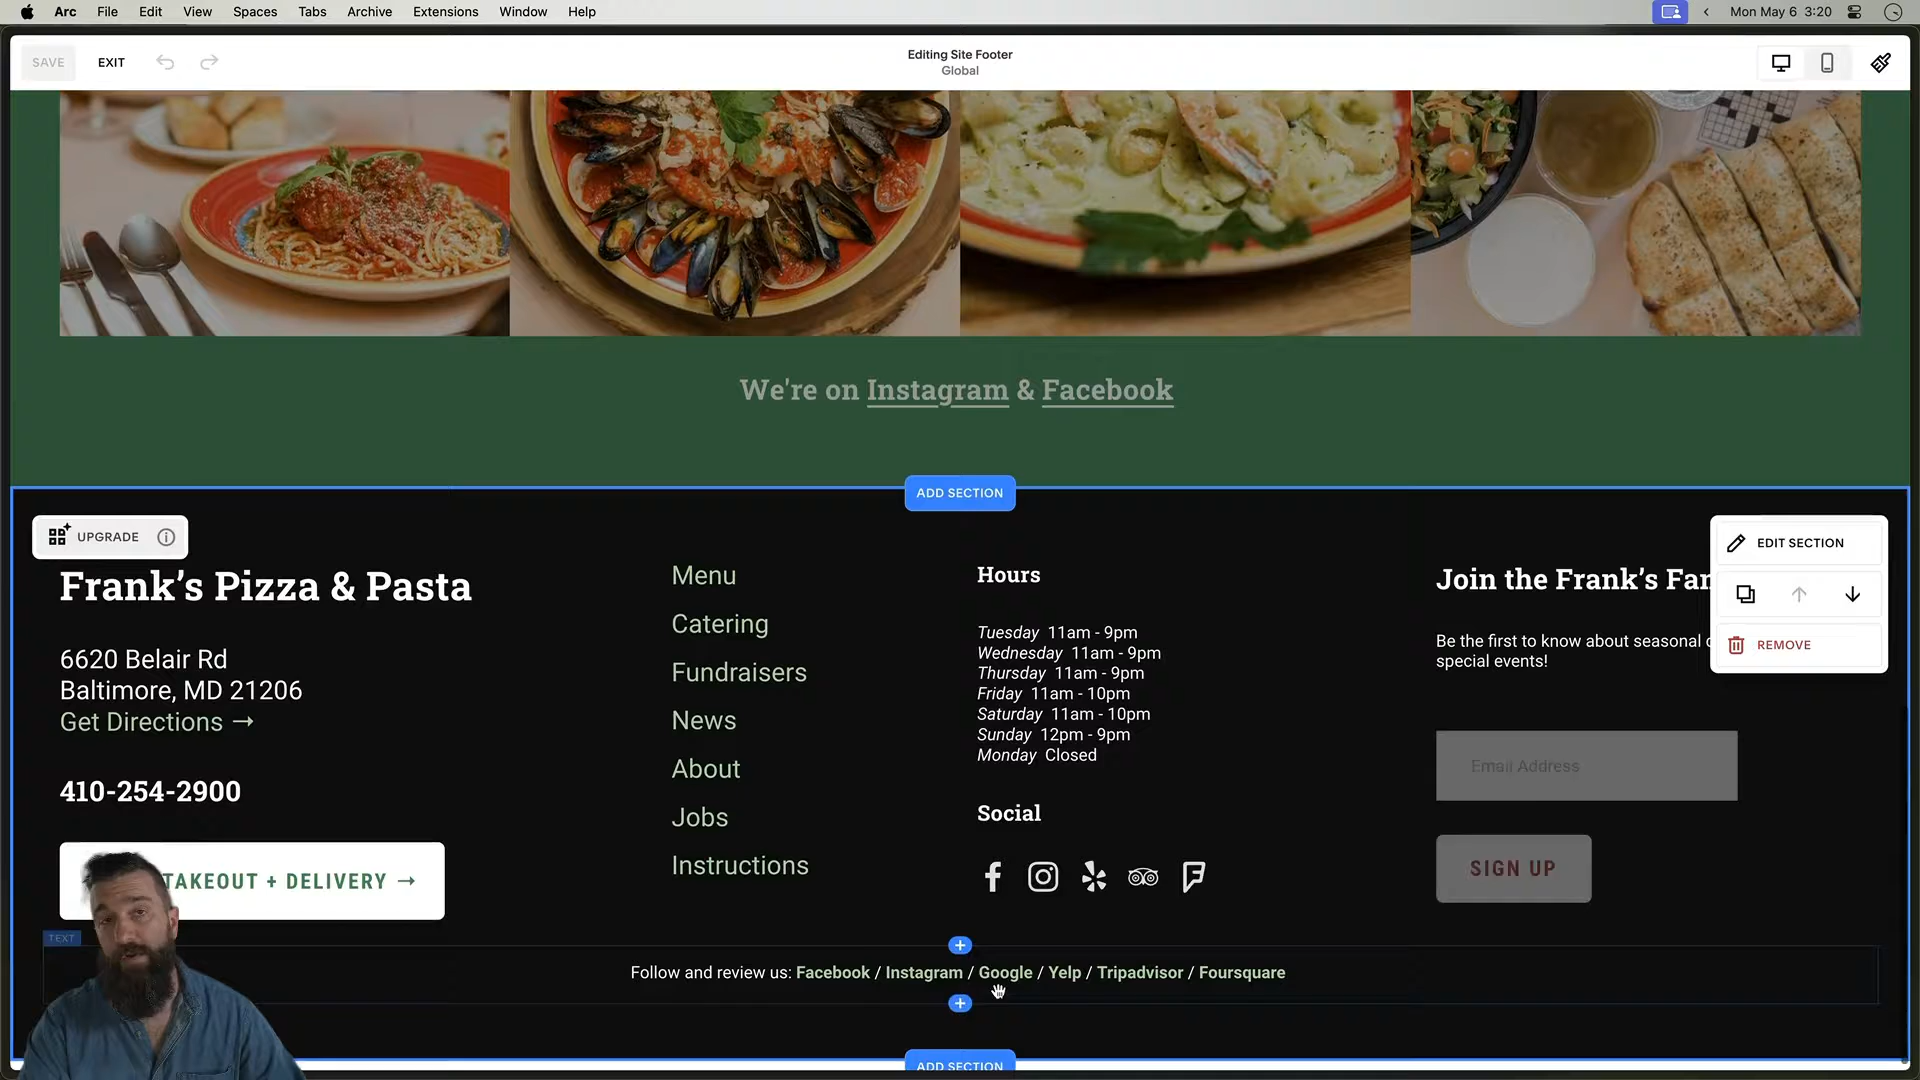 Arc File Edit View Spaces Tabs Archive Extensions Window Help
Mon May 6 3:20
SAVE EXIT
Editing Site Footer
Global
We're on Instagram & Facebook
ADD SECTION
UPGRADE
EDIT SECTION
REMOVE
Frank's Pizza & Pasta
6620 Belair Rd
Baltimore, MD 21206
Get Directions →
410-254-2900
TAKEOUT + DELIVERY →
Menu
Catering
Fundraisers
News
About
Jobs
Instructions
Hours
Tuesday 11am - 9pm
Wednesday 11am - 9pm
Thursday 11am - 9pm
Friday 11am - 10pm
Saturday 11am - 10pm
Sunday 12pm - 9pm
Monday Closed
Social
Join the Frank's
Be the first to know about seasonal
special events!
Email Address
SIGN UP
TEXT
Follow and review us: Facebook / Instagram / Google / Yelp / Tripadvisor / Foursquare
ADD SECTION